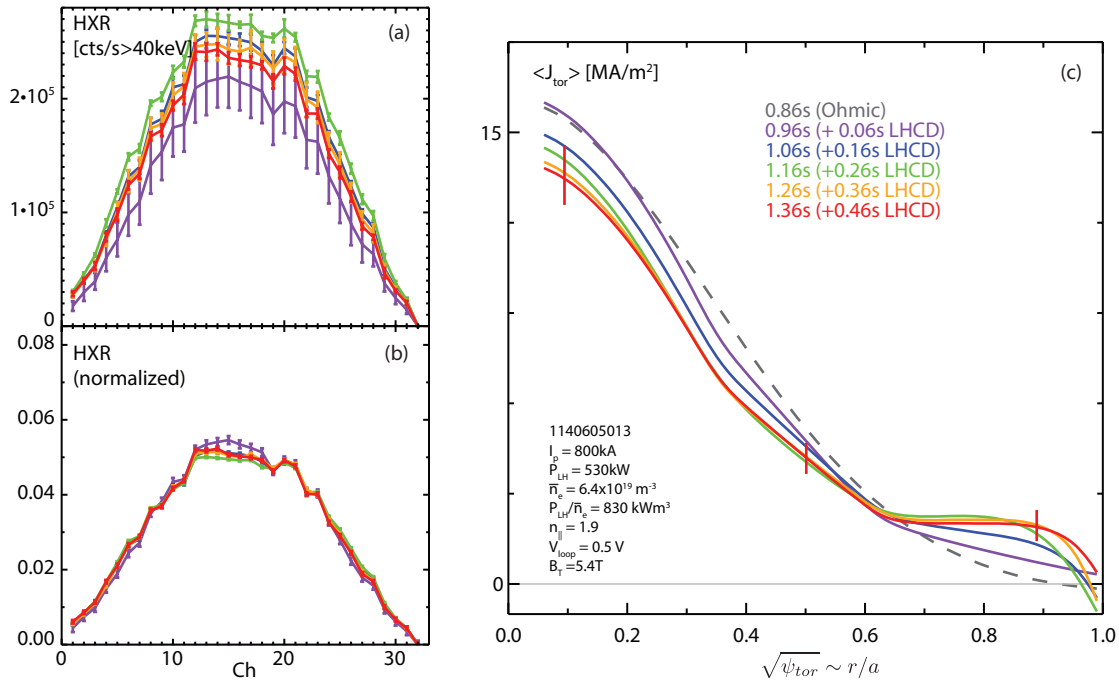 HXR
[cts/s>40keV]
(a)
2•10⁵
1•10⁵
0
HXR
(normalized)
(b)
0.08
0.06
0.04
0.02
0.00
0 10 20 30
Ch
<J_tor> [MA/m²]
(c)
15
0
0.86s (Ohmic)
0.96s (+ 0.06s LHCD)
1.06s (+0.16s LHCD)
1.16s (+0.26s LHCD)
1.26s (+0.36s LHCD)
1.36s (+0.46s LHCD)
1140605013
I_p = 800kA
P_LH = 530kW
n̅_e = 6.4x10¹⁹ m⁻³
P_LH/n̅_e = 830 kWm³
n_|| = 1.9
V_loop = 0.5 V
B_T=5.4T
0.0 0.2 0.4 0.6 0.8 1.0
√ψ_tor ∼ r/a